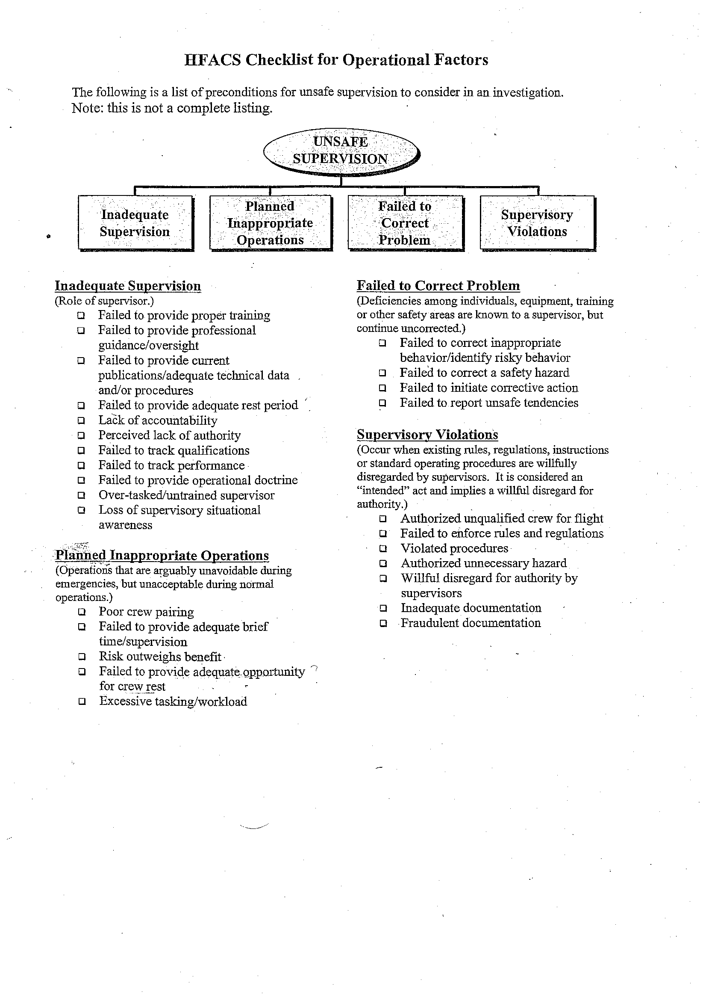 HFACS Checklist for Operational Factors
The following is a list of preconditions for unsafe supervision to consider in an investigation.
Note: this is not a complete listing.
UNSAFE
SUPERVISION
Inadequate
Supervision
Planned
Inappropriate
Operations
Failed to
Correct
Problem
Supervisory
Violations
Inadequate Supervision
(Role of supervisor.)
Failed to provide proper training
Failed to provide professional
guidance/oversight
Failed to provide current
publications/adequate technical data
and/or procedures
Failed to provide adequate rest period
Lack of accountability
Perceived lack of authority
Failed to track qualifications
Failed to track performance
Failed to provide operational doctrine
Over-tasked/untrained supervisor
Loss of supervisory situational
awareness
Planned Inappropriate Operations
(Operations that are arguably unavoidable during
emergencies, but unacceptable during normal
operations.)
Poor crew pairing
Failed to provide adequate brief
time/supervision
Risk outweighs benefit
Failed to provide adequate opportunity
for crew rest
Excessive tasking/workload
Failed to Correct Problem
(Deficiencies among individuals, equipment, training
or other safety areas are known to a supervisor, but
continue uncorrected.)
Failed to correct inappropriate
behavior/identify risky behavior
Failed to correct a safety hazard
Failed to initiate corrective action
Failed to report unsafe tendencies
Supervisory Violations
(Occur when existing rules, regulations, instructions
or standard operating procedures are willfully
disregarded by supervisors. It is considered an
“intended” act and implies a willful disregard for
authority.)
Authorized unqualified crew for flight
Failed to enforce rules and regulations
Violated procedures
Authorized unnecessary hazard
Willful disregard for authority by
supervisors
Inadequate documentation
Fraudulent documentation